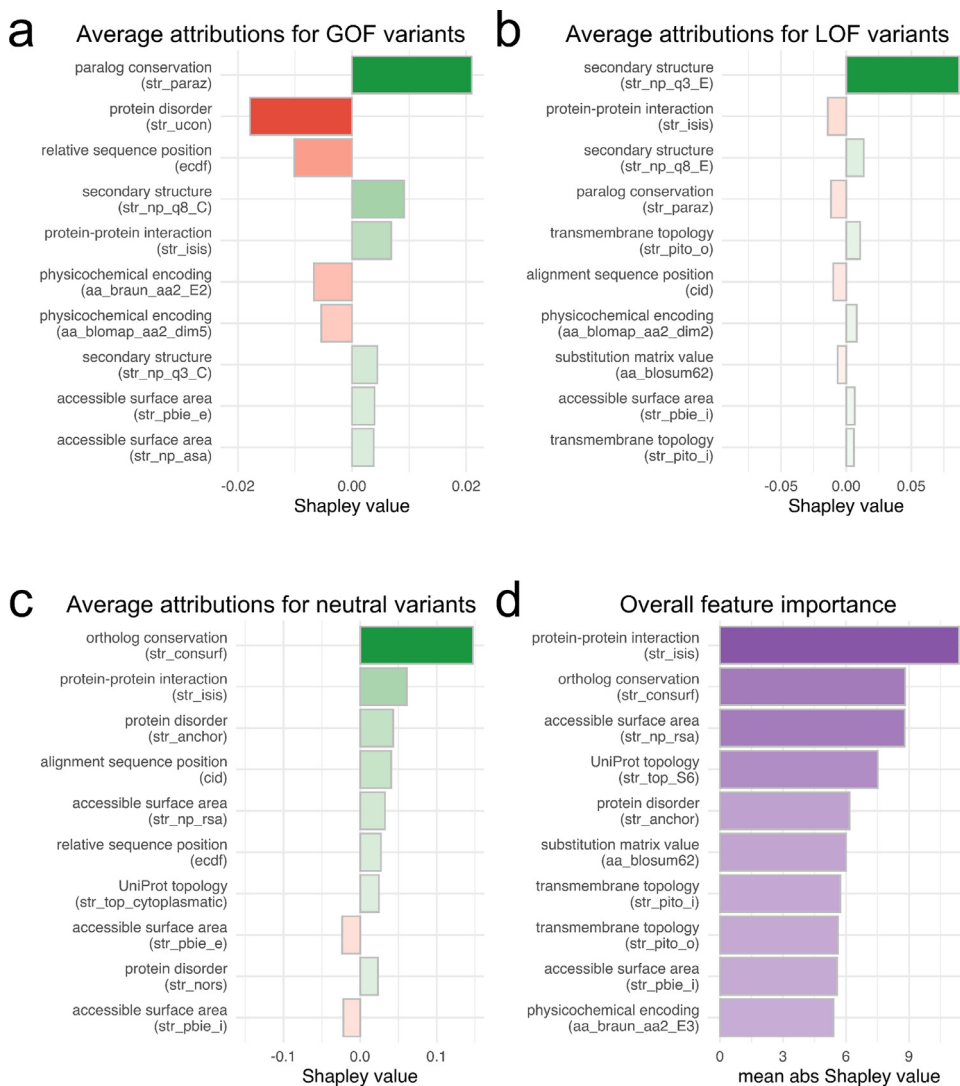 a
Average attributions for GOF variants
paralog conservation
(str_paraz)
protein disorder
(str_ucon)
relative sequence position
(ecdf)
secondary structure
(str_np_q8_C)
protein-protein interaction
(str_isis)
physicochemical encoding
(aa_braun_aa2_E2)
physicochemical encoding
(aa_blomap_aa2_dim5)
secondary structure
(str_np_q3_C)
accessible surface area
(str_pbie_e)
accessible surface area
(str_np_asa)
-0.02 0.00 0.02
Shapley value
b
Average attributions for LOF variants
secondary structure
(str_np_q3_E)
protein-protein interaction
(str_isis)
secondary structure
(str_np_q8_E)
paralog conservation
(str_paraz)
transmembrane topology
(str_pito_o)
alignment sequence position
(cid)
physicochemical encoding
(aa_blomap_aa2_dim2)
substitution matrix value
(aa_blosum62)
accessible surface area
(str_pbie_i)
transmembrane topology
(str_pito_i)
-0.05 0.00 0.05
Shapley value
c
Average attributions for neutral variants
ortholog conservation
(str_consurf)
protein-protein interaction
(str_isis)
protein disorder
(str_anchor)
alignment sequence position
(cid)
accessible surface area
(str_np_rsa)
relative sequence position
(ecdf)
UniProt topology
(str_top_cytoplasmatic)
accessible surface area
(str_pbie_e)
protein disorder
(str_nors)
accessible surface area
(str_pbie_i)
-0.1 0.0 0.1
Shapley value
d
Overall feature importance
protein-protein interaction
(str_isis)
ortholog conservation
(str_consurf)
accessible surface area
(str_np_rsa)
UniProt topology
(str_top_S6)
protein disorder
(str_anchor)
substitution matrix value
(aa_blosum62)
transmembrane topology
(str_pito_i)
transmembrane topology
(str_pito_o)
accessible surface area
(str_pbie_i)
physicochemical encoding
(aa_braun_aa2_E3)
0 3 6 9
mean abs Shapley value